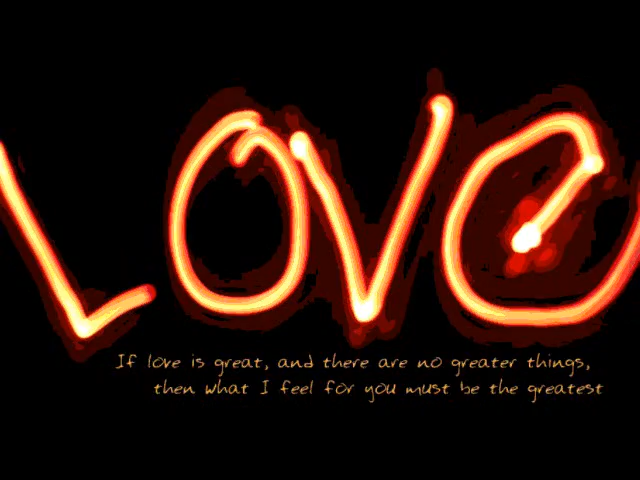 LOVe
If love is great, and there are no greater things,
then what I feel for you must be the greatest